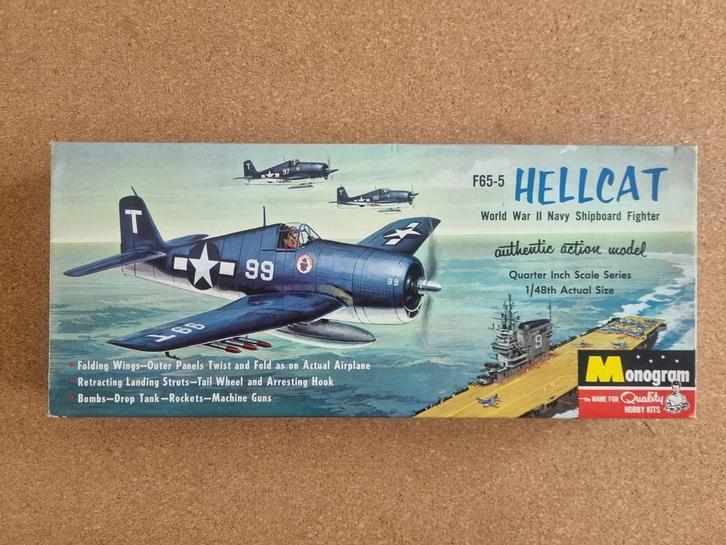 F65-5 HELLCAT
World War II Navy Shipboard Fighter
authentic action model
Quarter Inch Scale Series
1/48th Actual Size
97
T
99
T 99
9
• Folding Wings—Outer Panels Twist and Fold as on Actual Airplane
• Retracting Landing Struts—Tail Wheel and Arresting Hook
• Bombs—Drop Tank—Rockets—Machine Guns
Monogram
the NAME FOR Quality
HOBBY KITS